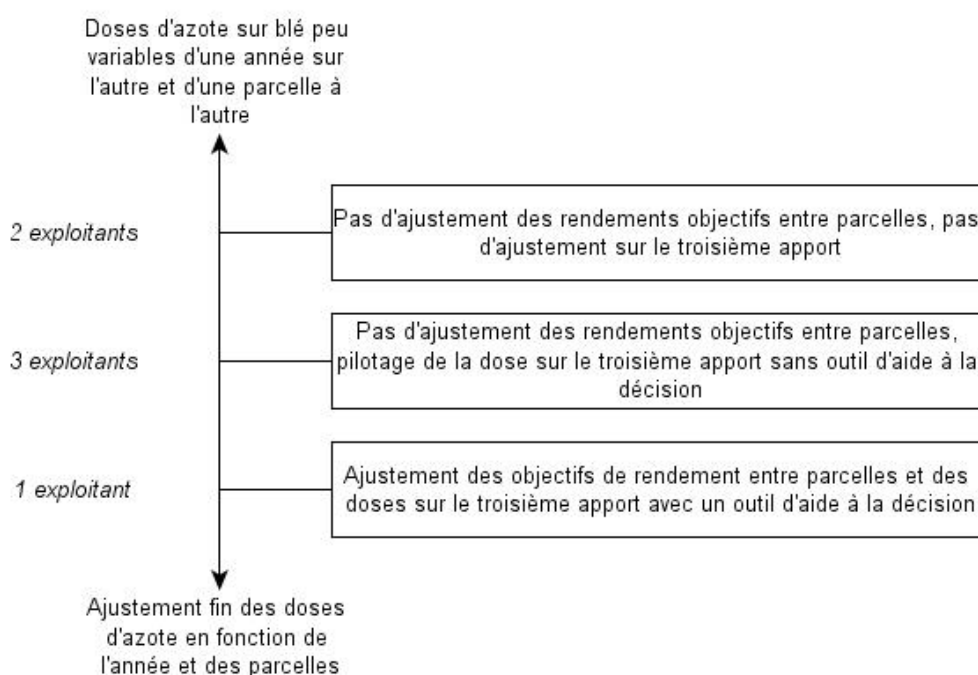 Doses d'azote sur blé peu
variables d'une année sur
l'autre et d'une parcelle à
l'autre
2 exploitants
Pas d'ajustement des rendements objectifs entre parcelles, pas
d'ajustement sur le troisième apport
3 exploitants
Pas d'ajustement des rendements objectifs entre parcelles,
pilotage de la dose sur le troisième apport sans outil d'aide à la
décision
1 exploitant
Ajustement des objectifs de rendement entre parcelles et des
doses sur le troisième apport avec un outil d'aide à la décision
Ajustement fin des doses
d'azote en fonction de
l'année et des parcelles